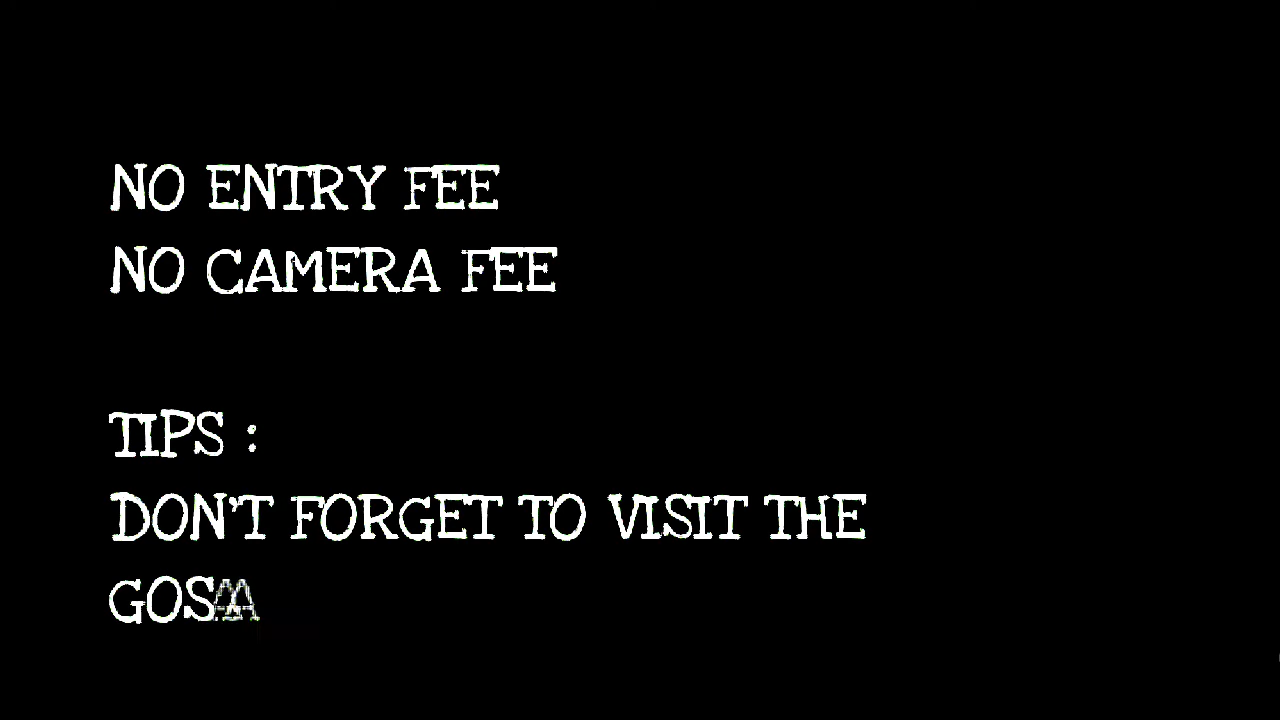 NO ENTRY FEE
NO CAMERA FEE
TIPS :
DON'T FORGET TO VISIT THE